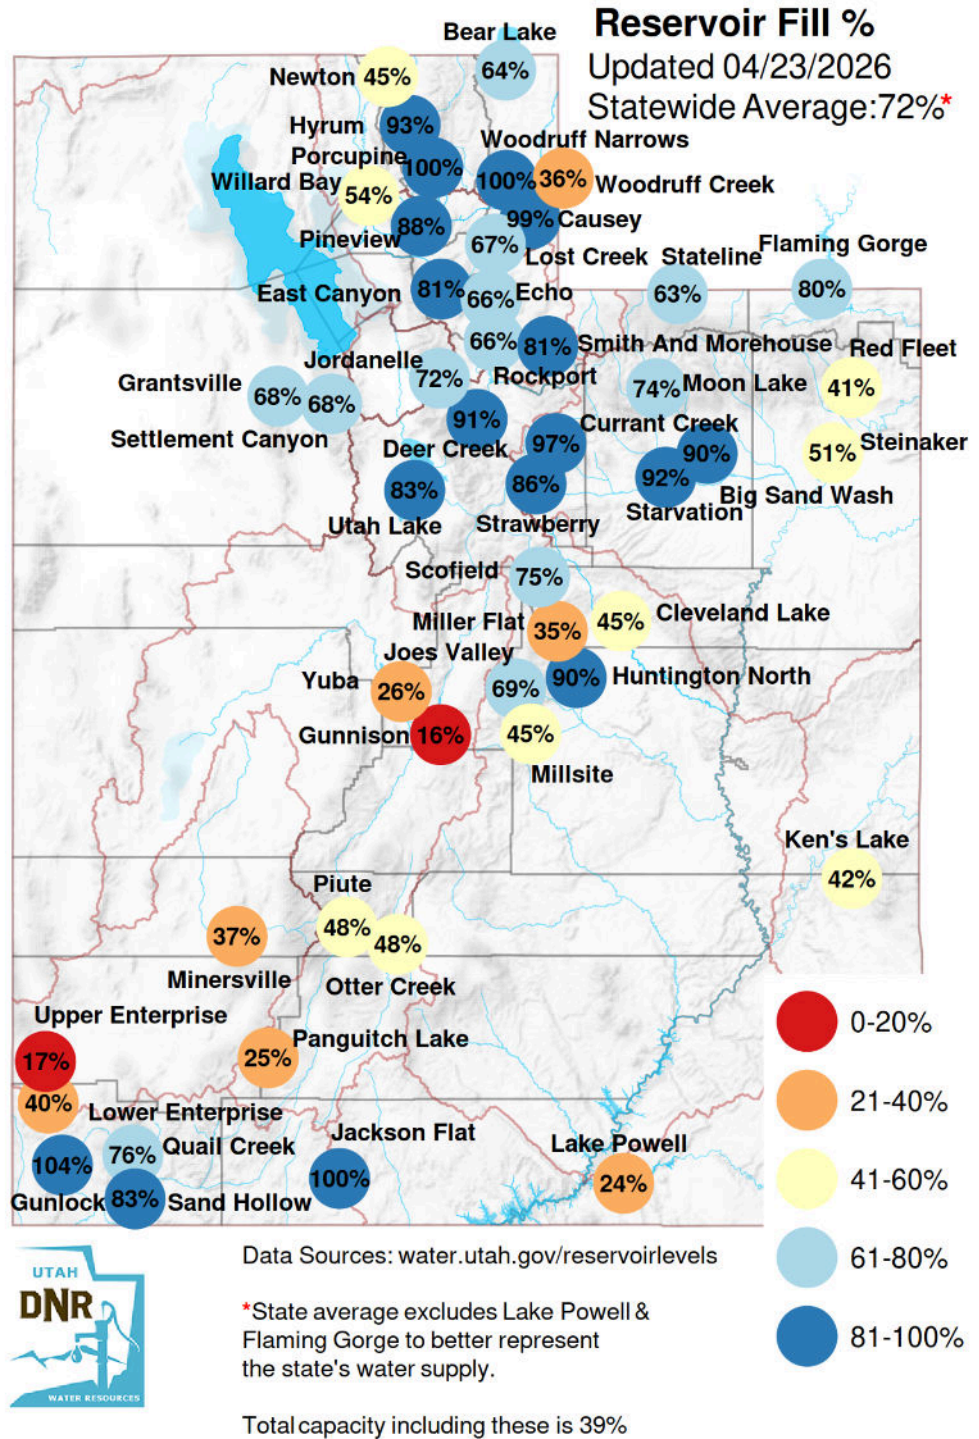 Reservoir Fill %
Updated 04/23/2026
Statewide Average:72%*
Bear Lake
64%
Newton
45%
Hyrum
93%
Woodruff Narrows
Porcupine
100%
100%
36%
Woodruff Creek
Willard Bay
54%
99%
Causey
Pineview
88%
67%
Lost Creek
Stateline
63%
Flaming Gorge
80%
East Canyon
81%
66%
Echo
66%
Rockport
81%
Smith And Morehouse
Red Fleet
41%
Jordanelle
72%
74%
Moon Lake
Grantsville
68%
68%
Settlement Canyon
91%
Deer Creek
97%
Currant Creek
90%
Big Sand Wash
51%
Steinaker
83%
Utah Lake
86%
Strawberry
92%
Starvation
Scofield
75%
Miller Flat
35%
45%
Cleveland Lake
Joes Valley
69%
90%
Huntington North
Yuba
26%
Gunnison
16%
45%
Millsite
Ken's Lake
42%
Piute
48%
48%
Otter Creek
37%
Minersville
Upper Enterprise
17%
25%
Panguitch Lake
40%
Lower Enterprise
104%
Gunlock
76%
Quail Creek
83%
Sand Hollow
Jackson Flat
100%
Lake Powell
24%
0-20%
21-40%
41-60%
61-80%
81-100%
UTAH
DNR
WATER RESOURCES
Data Sources: water.utah.gov/reservoirlevels
*State average excludes Lake Powell &
Flaming Gorge to better represent
the state's water supply.
Total capacity including these is 39%